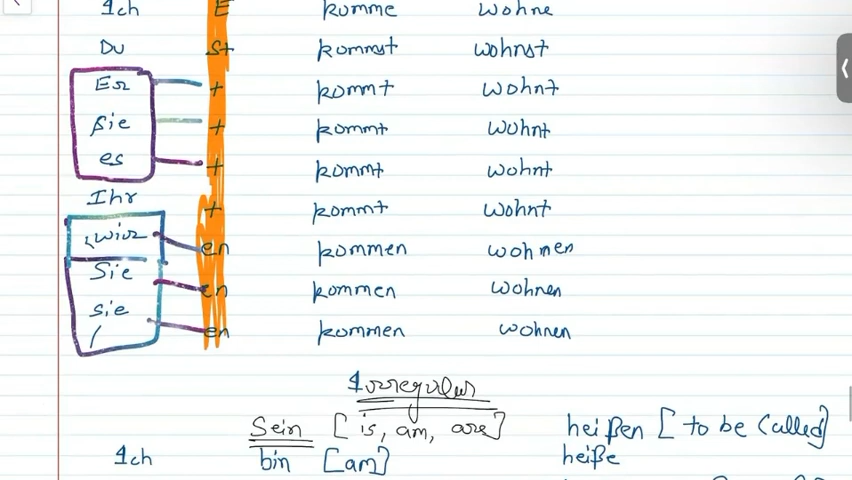 Ich E komme wohne
Du st kommst wohnst
Er t kommt wohnt
sie t kommt wohnt
es t kommt wohnt
Ihr t kommt wohnt
wir en kommen wohnen
Sie en kommen wohnen
sie en kommen wohnen
Irregular
Sein [is, am, are] heißen [to be called]
Ich bin [am] heiße